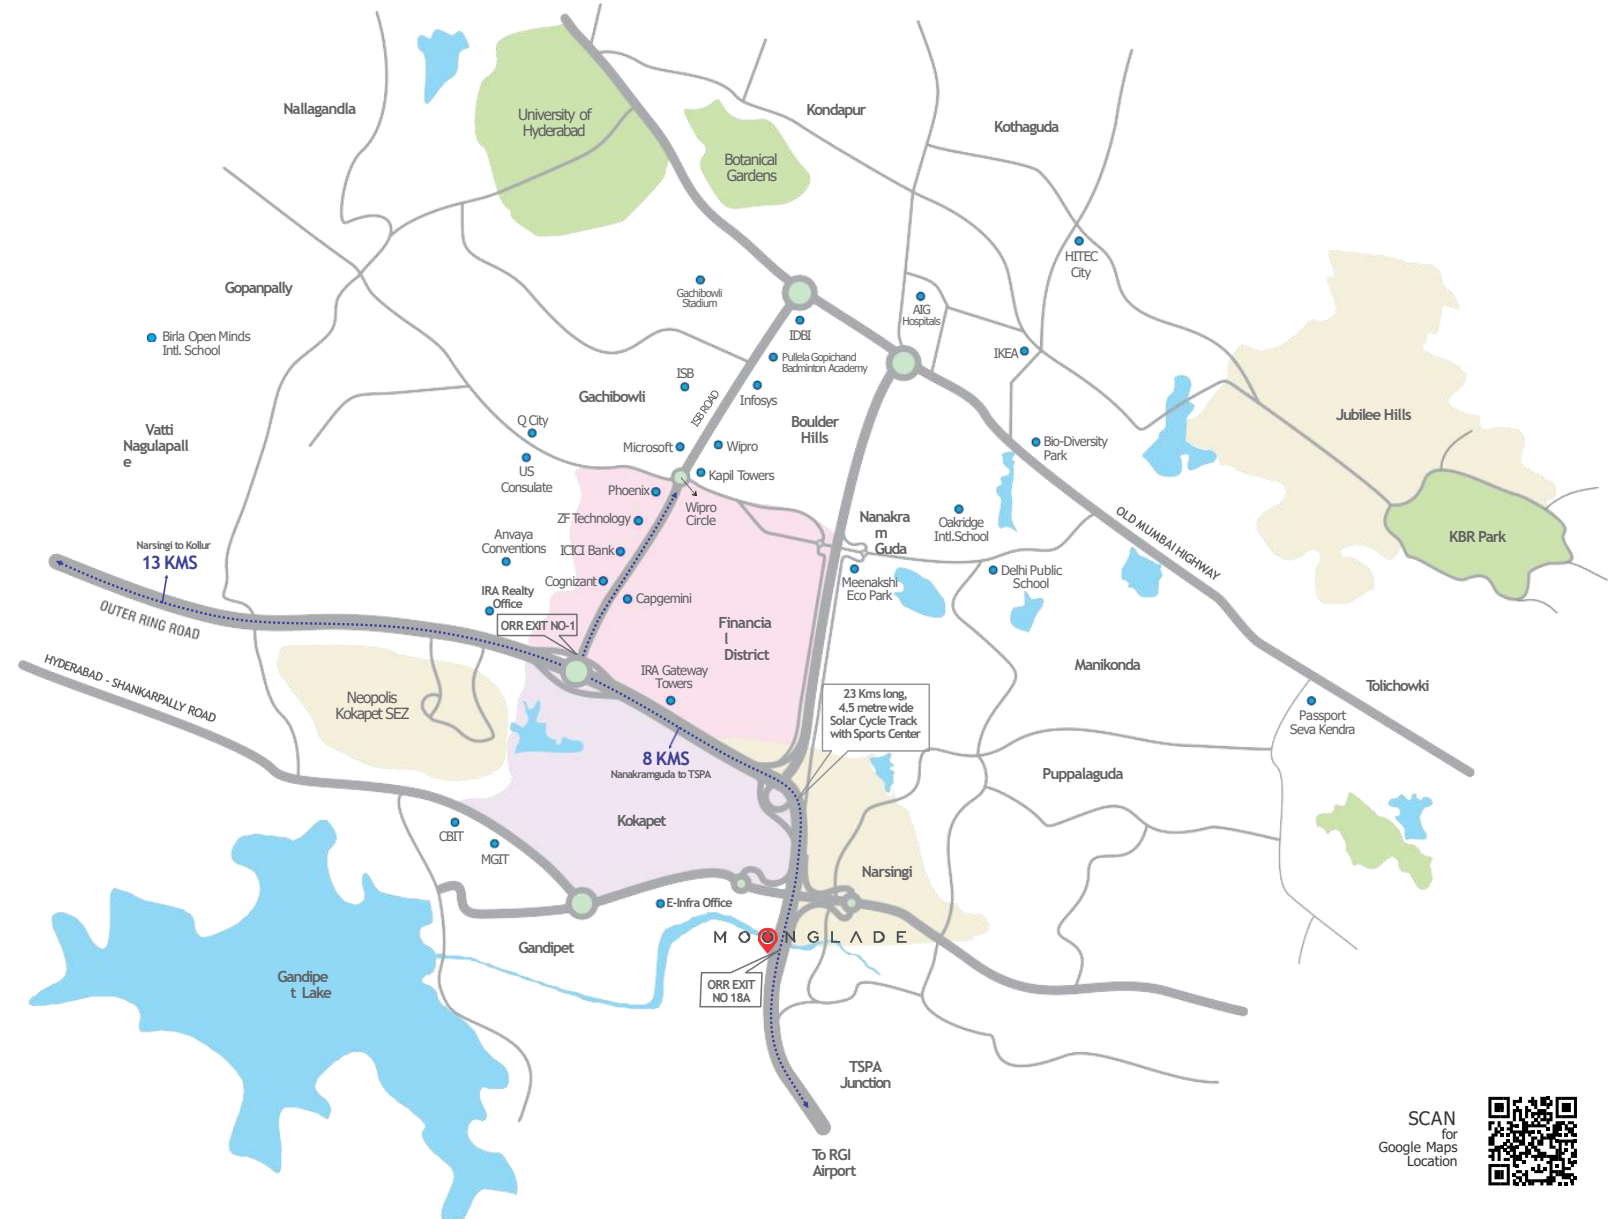 Nallagandla
University of
Hyderabad
Botanical
Gardens
Kondapur
Kothaguda
HITEC
City
Gopanpally
Birla Open Minds
Intl. School
Gachibowli
Stadium
IDBI
AIG
Hospitals
IKEA
Pullela Gopichand
Badminton Academy
ISB
Infosys
ISB ROAD
Gachibowli
Boulder
Hills
Jubilee Hills
Q City
Vatti
Nagulapall
e
Microsoft
Wipro
Bio-Diversity
Park
US
Consulate
Kapil Towers
Phoenix
Wipro
Circle
ZF Technology
Nanakra
m
Guda
Oakridge
Intl.School
OLD MUMBAI HIGHWAY
KBR Park
Anvaya
Conventions
ICICI Bank
Narsingi to Kollur
13 KMS
Cognizant
Meenakshi
Eco Park
Delhi Public
School
IRA Realty
Office
Capgemini
OUTER RING ROAD
ORR EXIT NO-1
Financia
l
District
HYDERABAD - SHANKARPALLY ROAD
IRA Gateway
Towers
Manikonda
Tolichowki
Neopolis
Kokapet SEZ
23 Kms long,
4.5 metre wide
Solar Cycle Track
with Sports Center
Passport
Seva Kendra
8 KMS
Nanakramguda to TSPA
Puppalaguda
Kokapet
CBIT
MGIT
Narsingi
E-Infra Office
MOONGLADE
Gandipet
Gandipe
t Lake
ORR EXIT
NO 18A
TSPA
Junction
To RGI
Airport
SCAN
for
Google Maps
Location